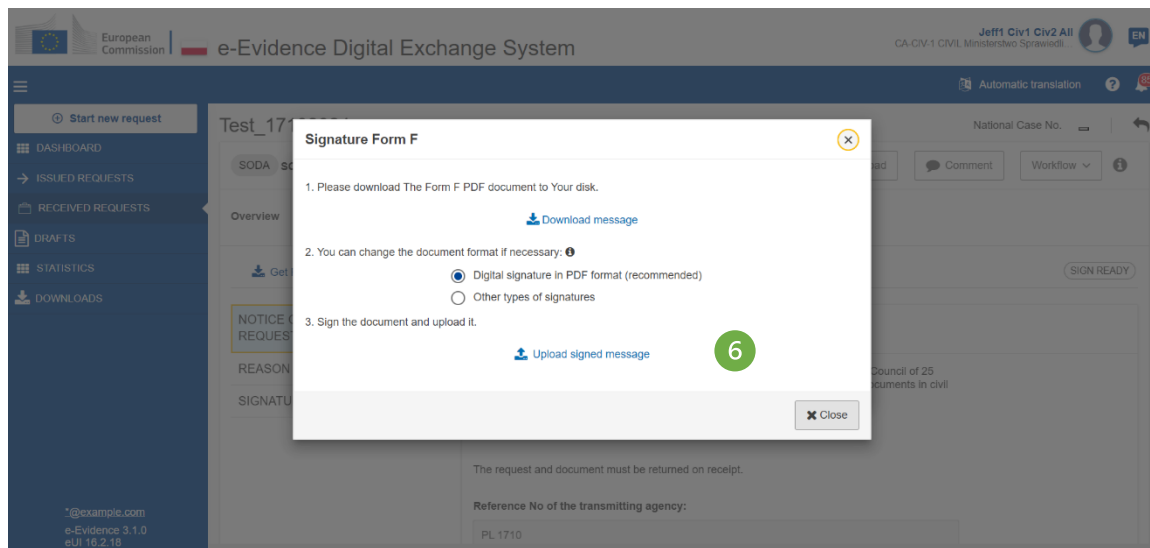 European
Commission
e-Evidence Digital Exchange System
Jeff1 Civ1 Civ2 All
CA-CIV-1 CIVIL Ministerstwo Sprawiedli...
EN
Automatic translation
Start new request
DASHBOARD
ISSUED REQUESTS
RECEIVED REQUESTS
DRAFTS
STATISTICS
DOWNLOADS
*@example.com
e-Evidence 3.1.0
eUI 16.2.18
National Case No.
SODA
Comment
Workflow
Overview
Get
SIGN READY
NOTICE
REQUES
REASON
SIGNATU
Signature Form F
1. Please download The Form F PDF document to Your disk.
Download message
2. You can change the document format if necessary:
Digital signature in PDF format (recommended)
Other types of signatures
3. Sign the document and upload it.
Upload signed message
6
Close
Council of 25
ocuments in civil
The request and document must be returned on receipt.
Reference No of the transmitting agency:
PL 1710